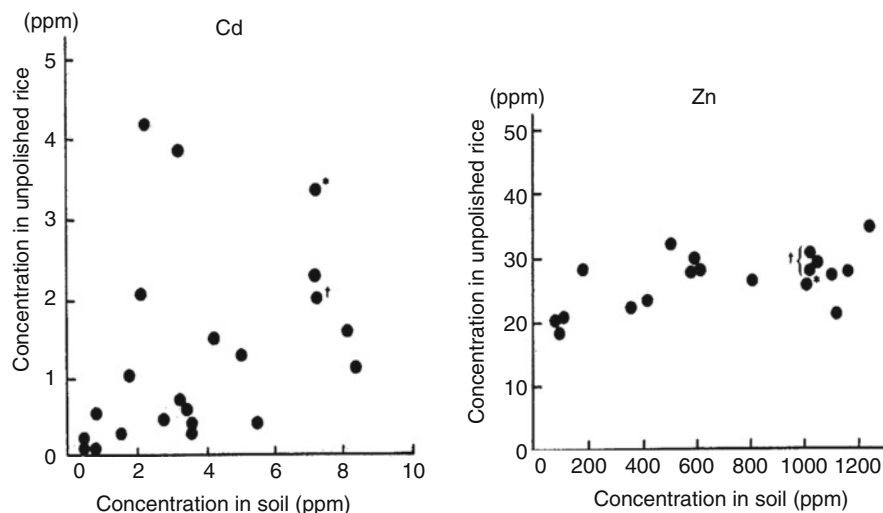 (ppm)
Cd
5
4
3
2
1
0
Concentration in unpolished rice
*
†
0 2 4 6 8 10
Concentration in soil (ppm)
(ppm)
Zn
50
40
30
20
10
0
Concentration in unpolished rice
† {
*
0 200 400 600 800 1000 1200
Concentration in soil (ppm)